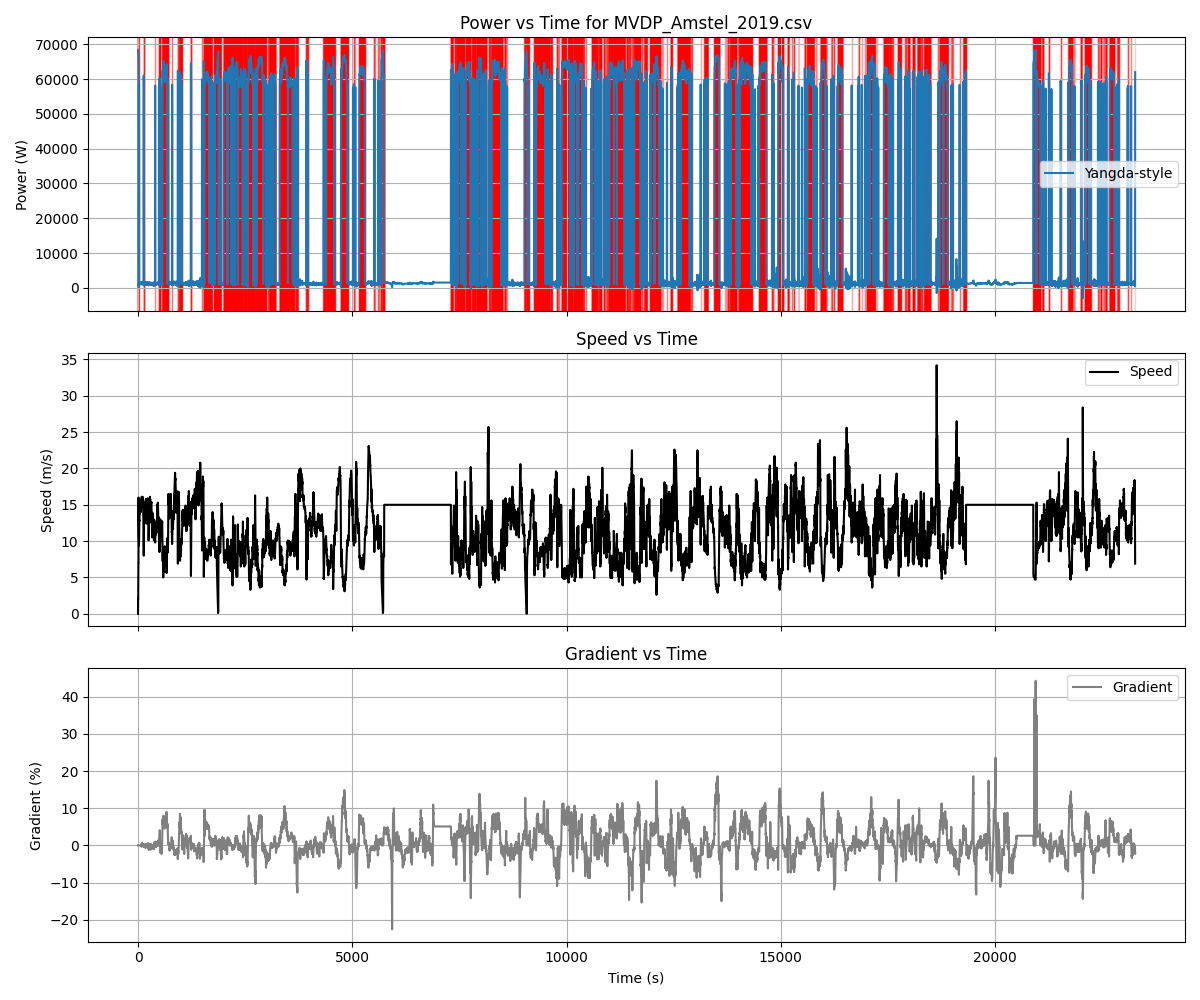 Power vs Time for MVDP_Amstel_2019.csv
70000
60000
50000
40000
30000
20000
10000
0
Power (W)
Yangda-style
Speed vs Time
35
30
25
20
15
10
5
0
Speed (m/s)
Speed
Gradient vs Time
40
30
20
10
0
−10
−20
Gradient (%)
Gradient
0 5000 10000 15000 20000
Time (s)